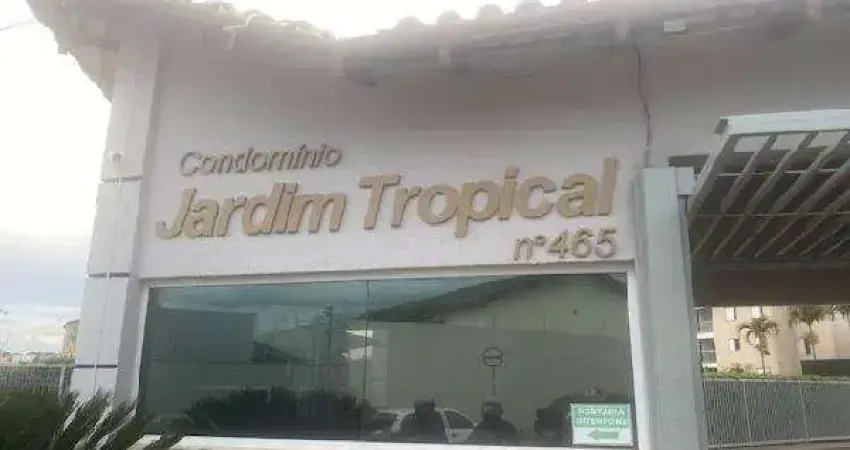 Condomínio
Jardim Tropical
nº465
PORTARIA
INTERFONE